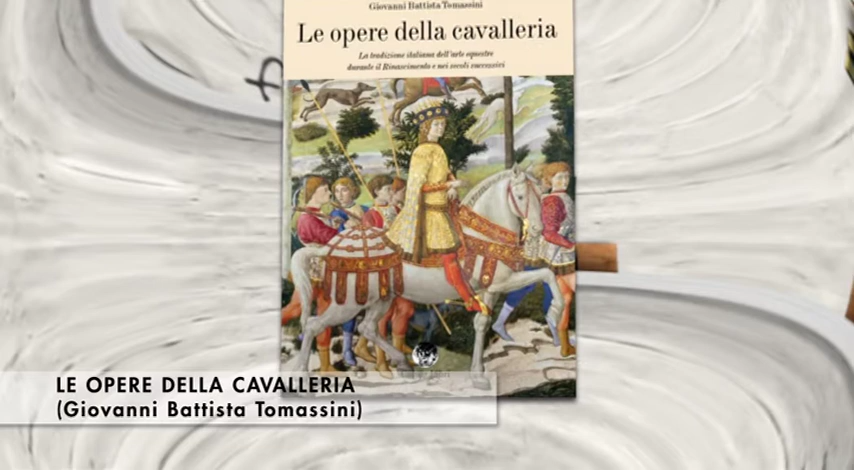 Giovanni Battista Tomassini
Le opere della cavalleria
La tradizione italiana dell'arte equestre
durante il Rinascimento e nei secoli successivi
LE OPERE DELLA CAVALLERIA
(Giovanni Battista Tomassini)